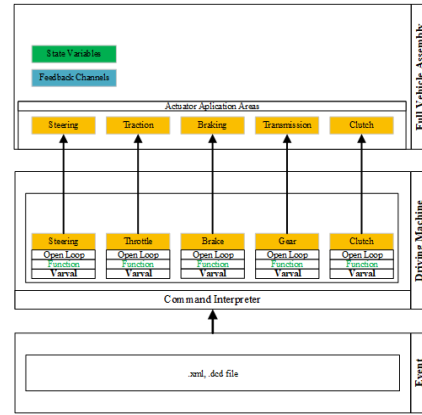 State Variables
Feedback Channels
Actuator Aplication Areas
Steering Traction Braking Transmission Clutch
Full Vehicle Assembly
Steering Throttle Brake Gear Clutch
Open Loop Open Loop Open Loop Open Loop Open Loop
Function Function Function Function Function
Varval Varval Varval Varval Varval
Command Interpreter
Driving Machine
.xml, .dcd file
Event